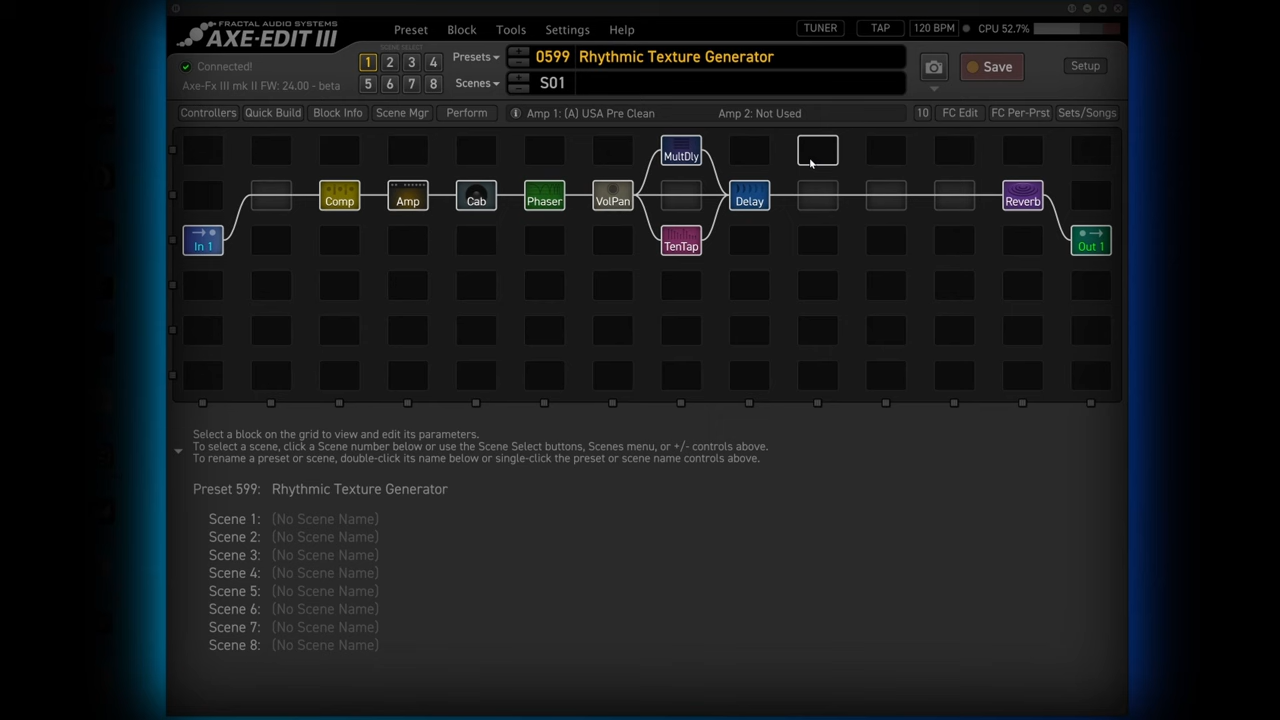 FRACTAL AUDIO SYSTEMS
AXE-EDIT III
Preset Block Tools Settings Help
TUNER TAP 120 BPM CPU 52.7%
SCENE SELECT
1 2 3 4
5 6 7 8
Presets 0599 Rhythmic Texture Generator
Scenes S01
Connected!
Axe-Fx III mk II FW: 24.00 - beta
Save Setup
Controllers Quick Build Block Info Scene Mgr Perform Amp 1: (A) USA Pre Clean Amp 2: Not Used 10 FC Edit FC Per-Prst Sets/Songs
MultDly
Comp Amp Cab Phaser VolPan Delay Reverb
In 1 TenTap Out 1
Select a block on the grid to view and edit its parameters.
To select a scene, click a Scene number below or use the Scene Select buttons, Scenes menu, or +/- controls above.
To rename a preset or scene, double-click its name below or single-click the preset or scene name controls above.
Preset 599: Rhythmic Texture Generator
Scene 1: (No Scene Name)
Scene 2: (No Scene Name)
Scene 3: (No Scene Name)
Scene 4: (No Scene Name)
Scene 5: (No Scene Name)
Scene 6: (No Scene Name)
Scene 7: (No Scene Name)
Scene 8: (No Scene Name)